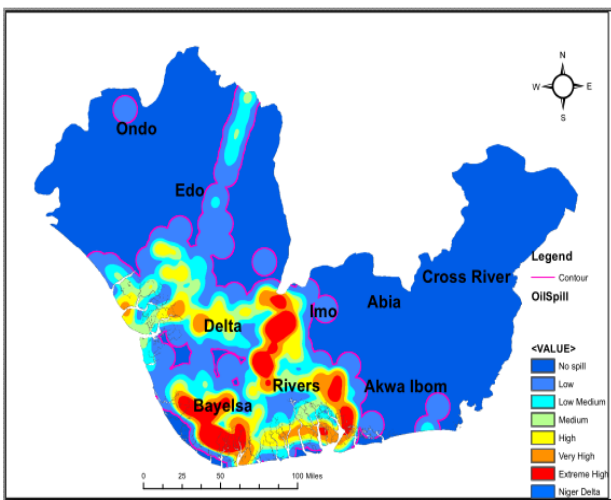 N
W E
S
Ondo
Edo
Legend
Contour
OilSpill
Cross River
Abia
Imo
Delta
<VALUE>
No spill
Low
Low Medium
Medium
High
Very High
Extreme High
Niger Delta
Rivers
Akwa Ibom
Bayelsa
0 25 50 100 Miles